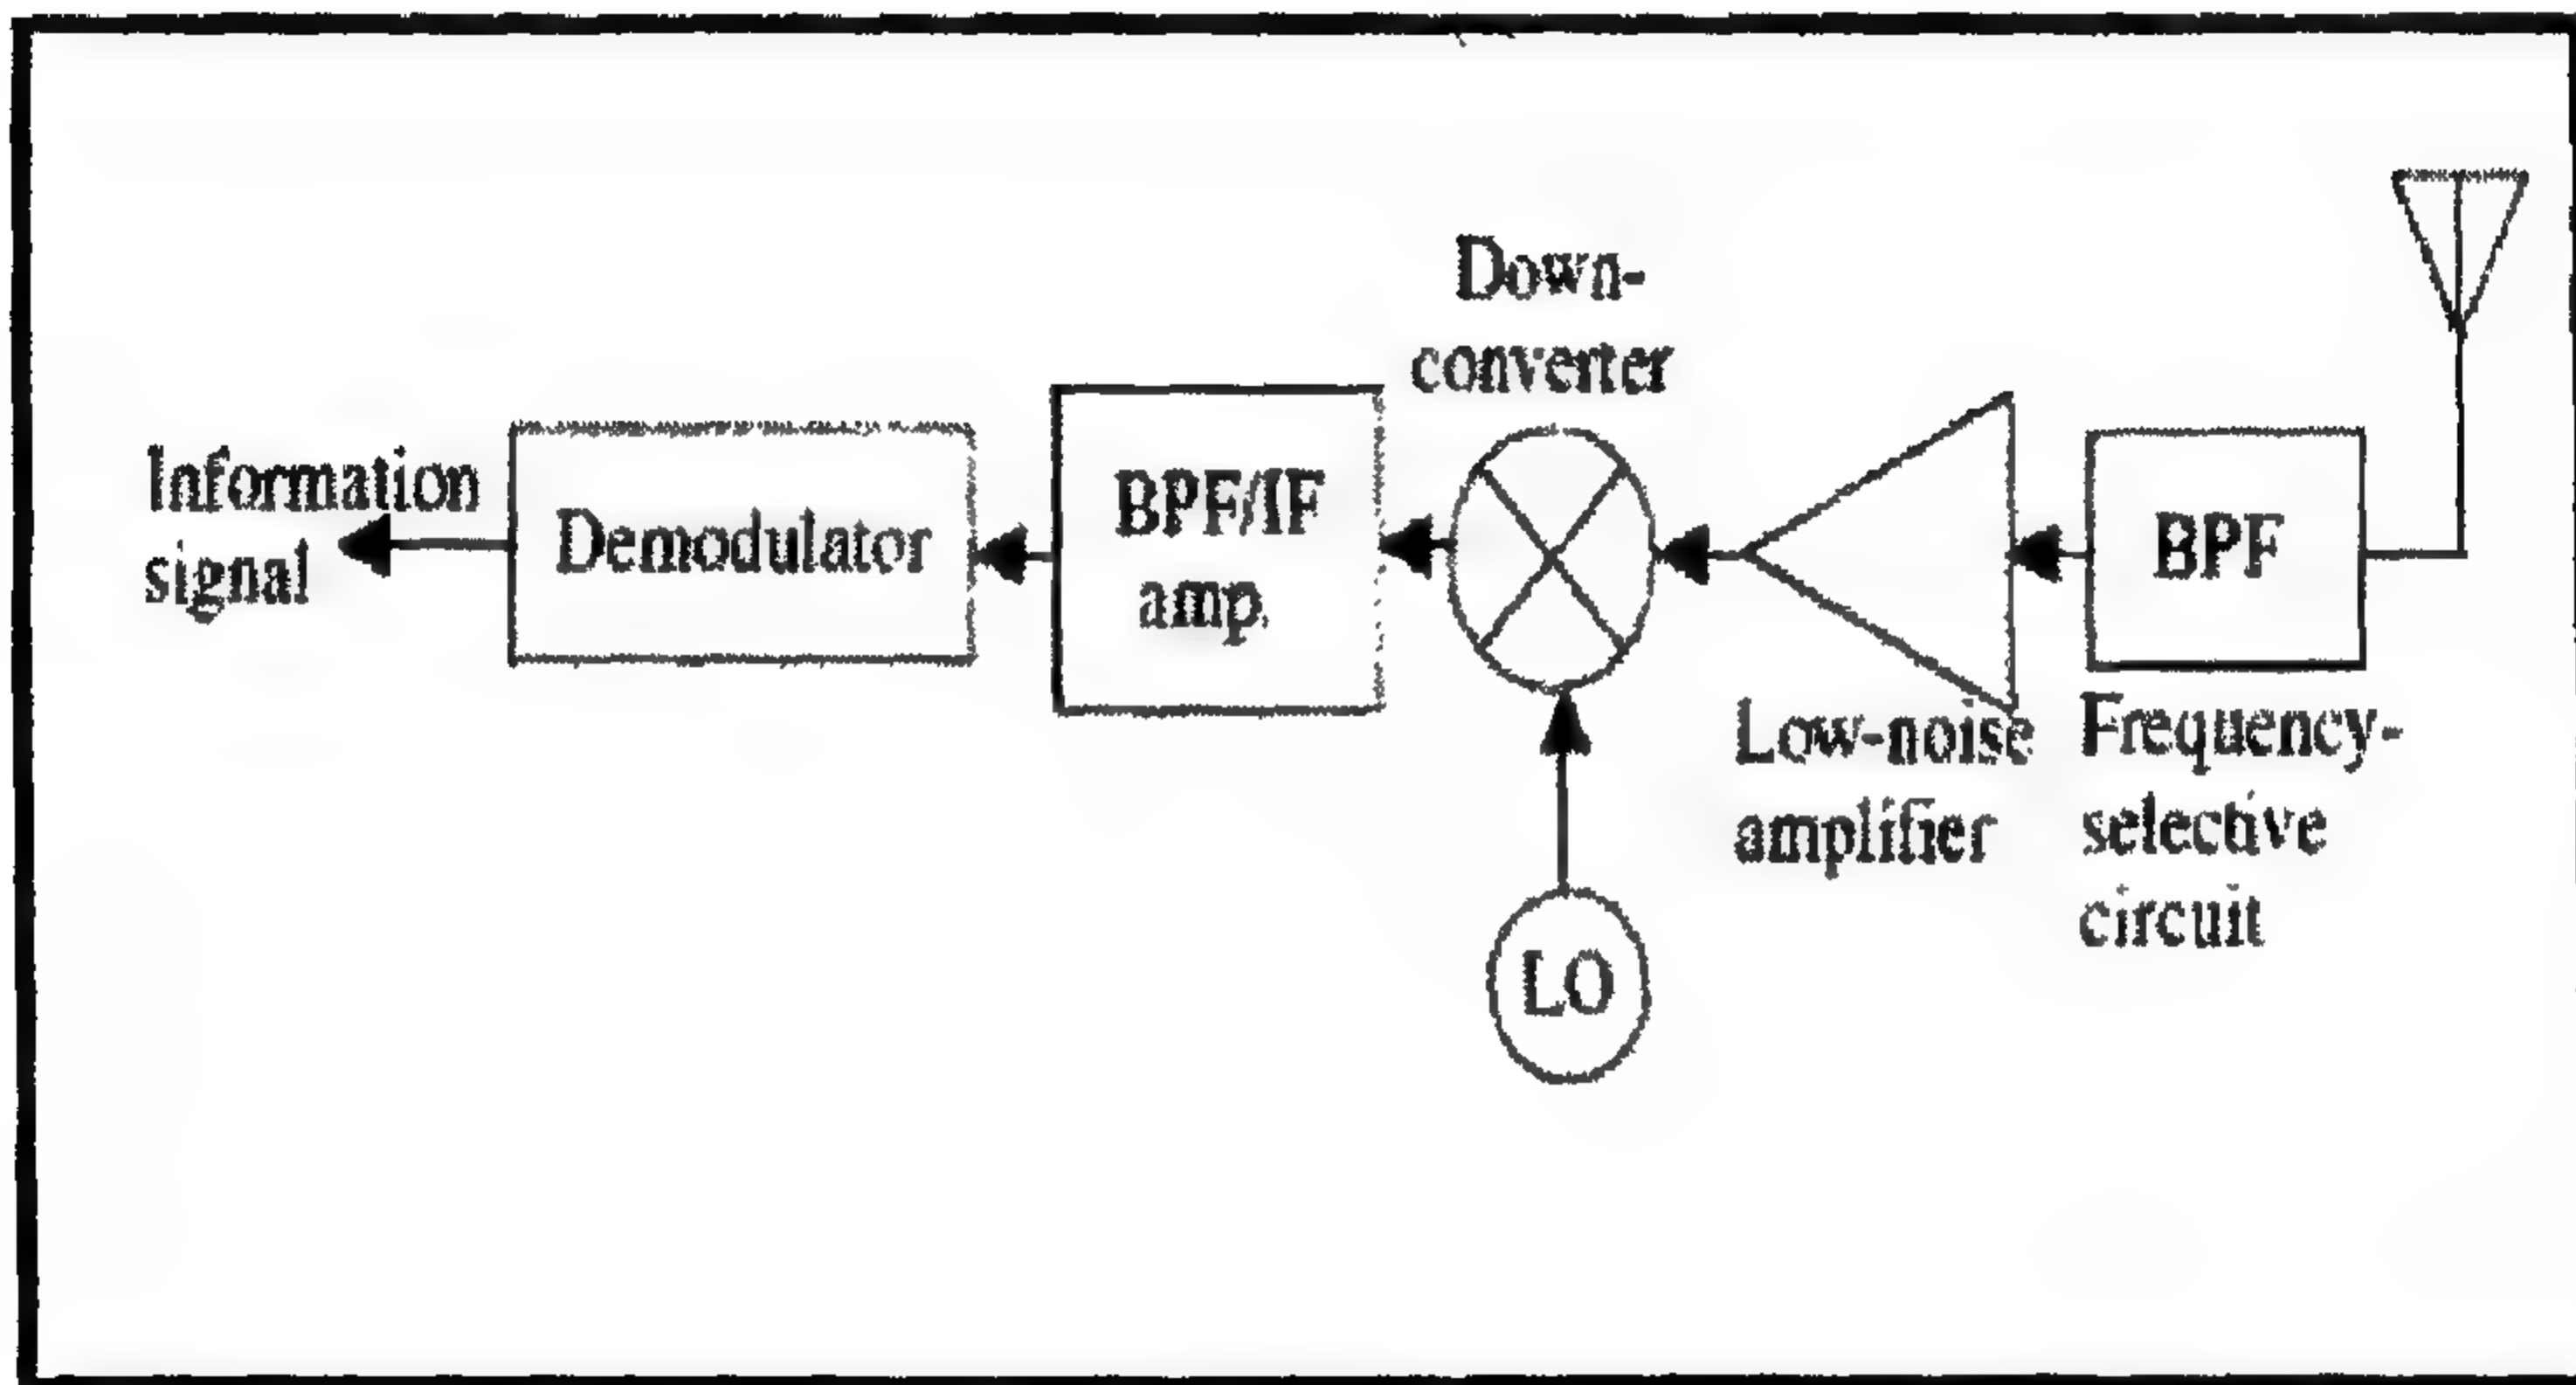 Down-
converter
Information
signal
Demodulator
BPF/IF
amp.
BPF
Low-noise
amplifier
Frequency-
selective
circuit
LO